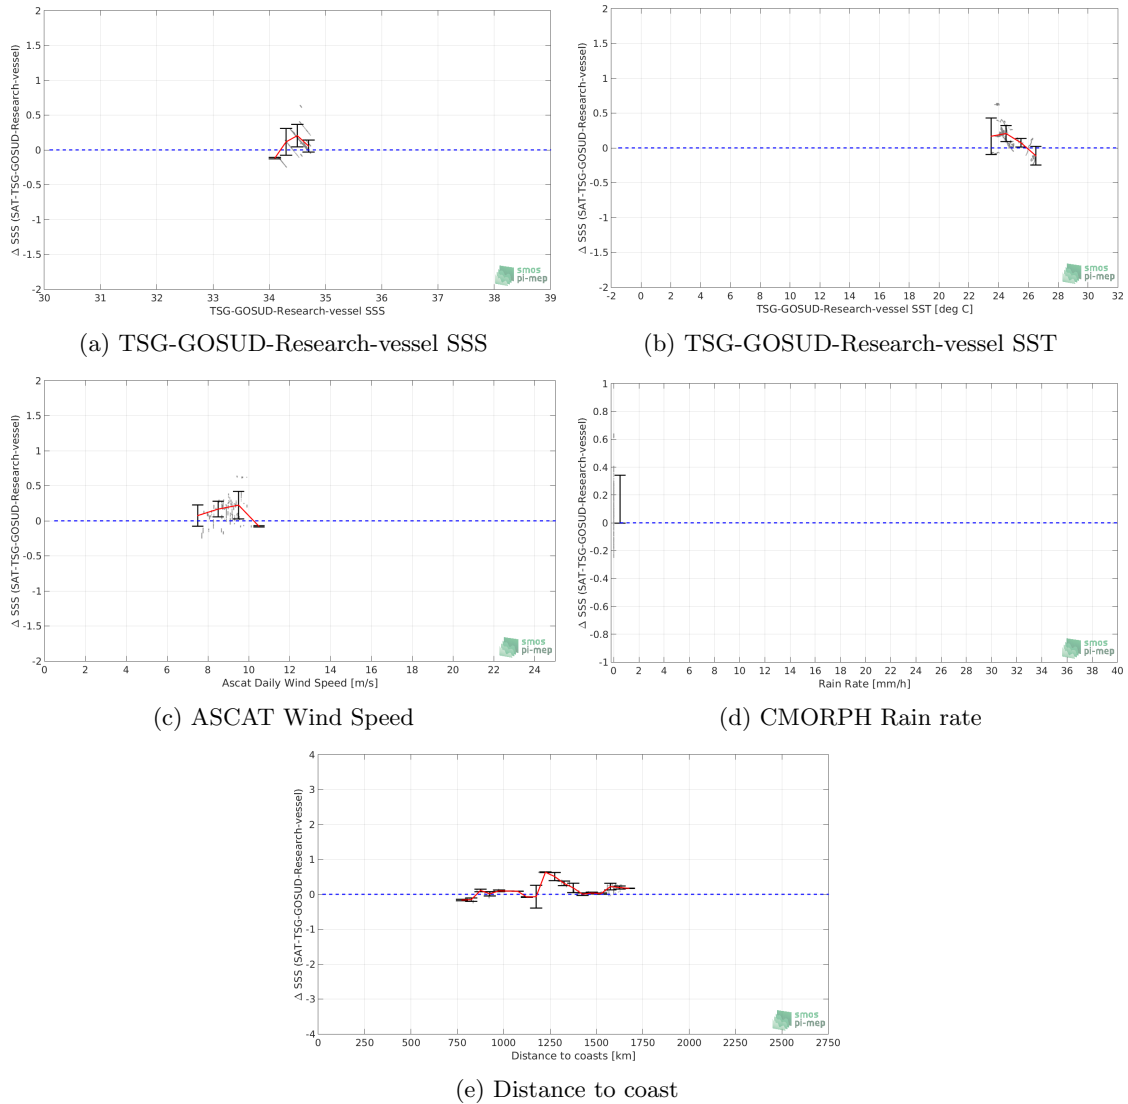 Δ SSS (SAT-TSG-GOSUD-Research-vessel)
2
1.5
1
0.5
0
-0.5
-1
-1.5
-2
30 31 32 33 34 35 36 37 38 39
TSG-GOSUD-Research-vessel SSS
smos
pi-mep
(a) TSG-GOSUD-Research-vessel SSS
Δ SSS (SAT-TSG-GOSUD-Research-vessel)
2
1.5
1
0.5
0
-0.5
-1
-1.5
-2
-2 0 2 4 6 8 10 12 14 16 18 20 22 24 26 28 30 32
TSG-GOSUD-Research-vessel SST [deg C]
smos
pi-mep
(b) TSG-GOSUD-Research-vessel SST
Δ SSS (SAT-TSG-GOSUD-Research-vessel)
2
1.5
1
0.5
0
-0.5
-1
-1.5
-2
0 2 4 6 8 10 12 14 16 18 20 22 24
Ascat Daily Wind Speed [m/s]
smos
pi-mep
(c) ASCAT Wind Speed
Δ SSS (SAT-TSG-GOSUD-Research-vessel)
1
0.8
0.6
0.4
0.2
0
-0.2
-0.4
-0.6
-0.8
-1
0 2 4 6 8 10 12 14 16 18 20 22 24 26 28 30 32 34 36 38 40
Rain Rate [mm/h]
smos
pi-mep
(d) CMORPH Rain rate
Δ SSS (SAT-TSG-GOSUD-Research-vessel)
4
3
2
1
0
-1
-2
-3
-4
0 250 500 750 1000 1250 1500 1750 2000 2250 2500 2750
Distance to coasts [km]
smos
pi-mep
(e) Distance to coast